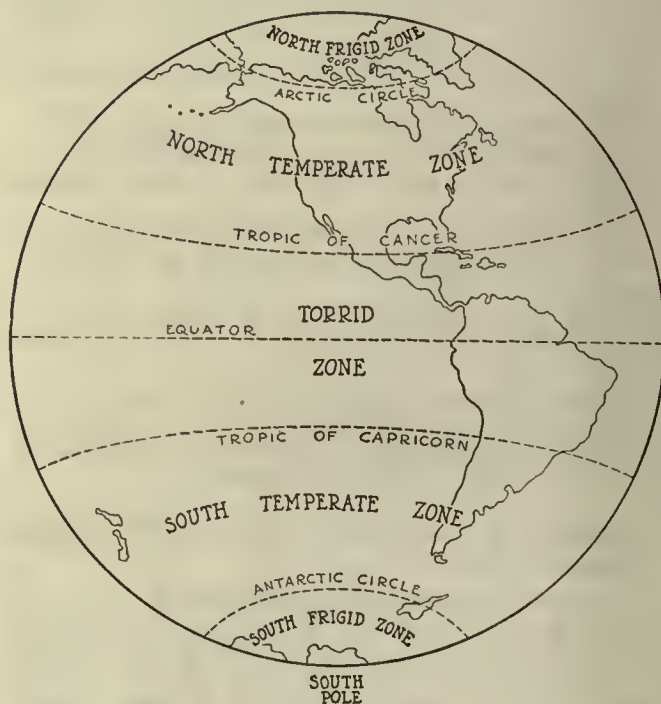 NORTH FRIGID ZONE
ARCTIC CIRCLE
NORTH TEMPERATE ZONE
TROPIC OF CANCER
TORRID
EQUATOR
ZONE
TROPIC OF CAPRICORN
SOUTH TEMPERATE ZONE
ANTARCTIC CIRCLE
SOUTH FRIGID ZONE
SOUTH
POLE